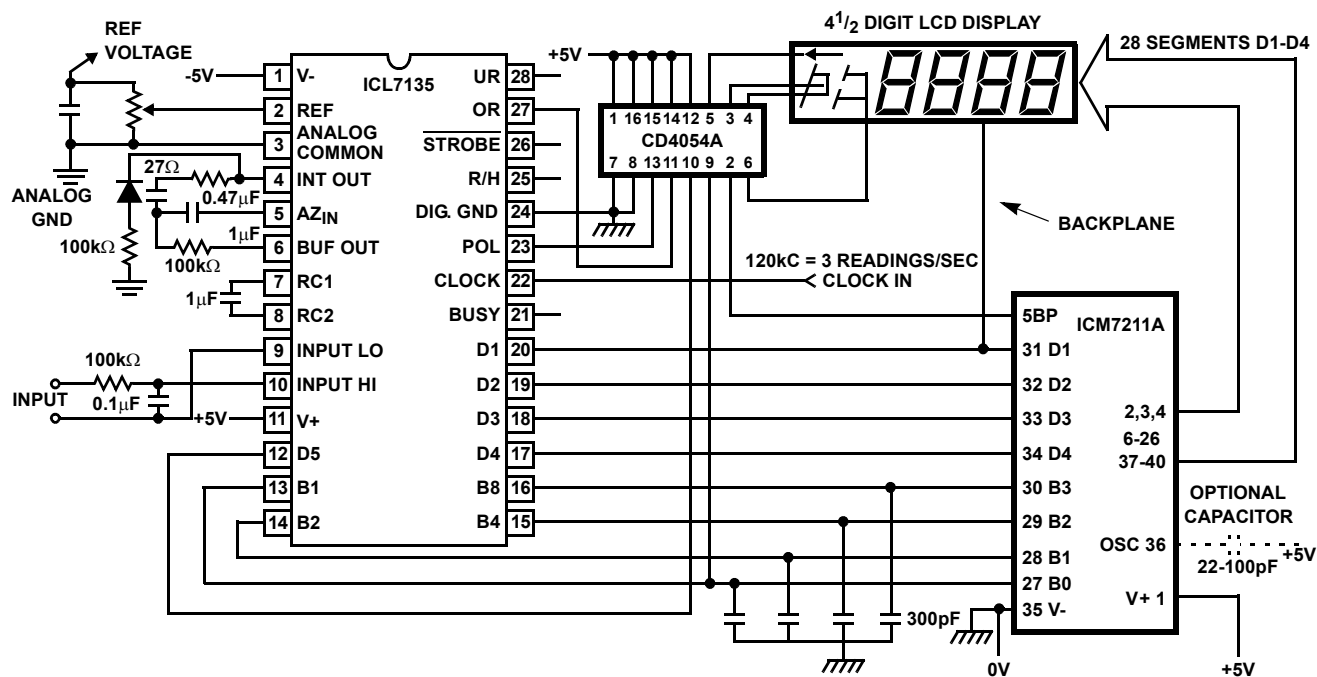 REF
VOLTAGE
-5V
ANALOG
GND
27Ω
0.47μF
1μF
100kΩ
100kΩ
1μF
100kΩ
INPUT
0.1μF
+5V
ICL7135
1 V-
2 REF
3 ANALOG
COMMON
4 INT OUT
5 AZIN
6 BUF OUT
7 RC1
8 RC2
9 INPUT LO
10 INPUT HI
11 V+
12 D5
13 B1
14 B2
UR 28
OR 27
STROBE 26
R/H 25
DIG. GND 24
POL 23
CLOCK 22
BUSY 21
D1 20
D2 19
D3 18
D4 17
B8 16
B4 15
+5V
1 16 15 14 12 5 3 4
CD4054A
7 8 13 11 10 9 2 6
4 1/2 DIGIT LCD DISPLAY
8888
28 SEGMENTS D1-D4
BACKPLANE
120kC = 3 READINGS/SEC
CLOCK IN
ICM7211A
5BP
31 D1
32 D2
33 D3
34 D4
30 B3
29 B2
28 B1
27 B0
35 V-
2,3,4
6-26
37-40
OSC 36
V+ 1
OPTIONAL
CAPACITOR
22-100pF
+5V
300pF
0V
+5V